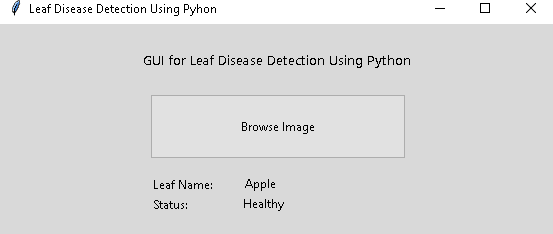 Leaf Disease Detection Using Pyhon
GUI for Leaf Disease Detection Using Python
Browse Image
Leaf Name: Apple
Status: Healthy